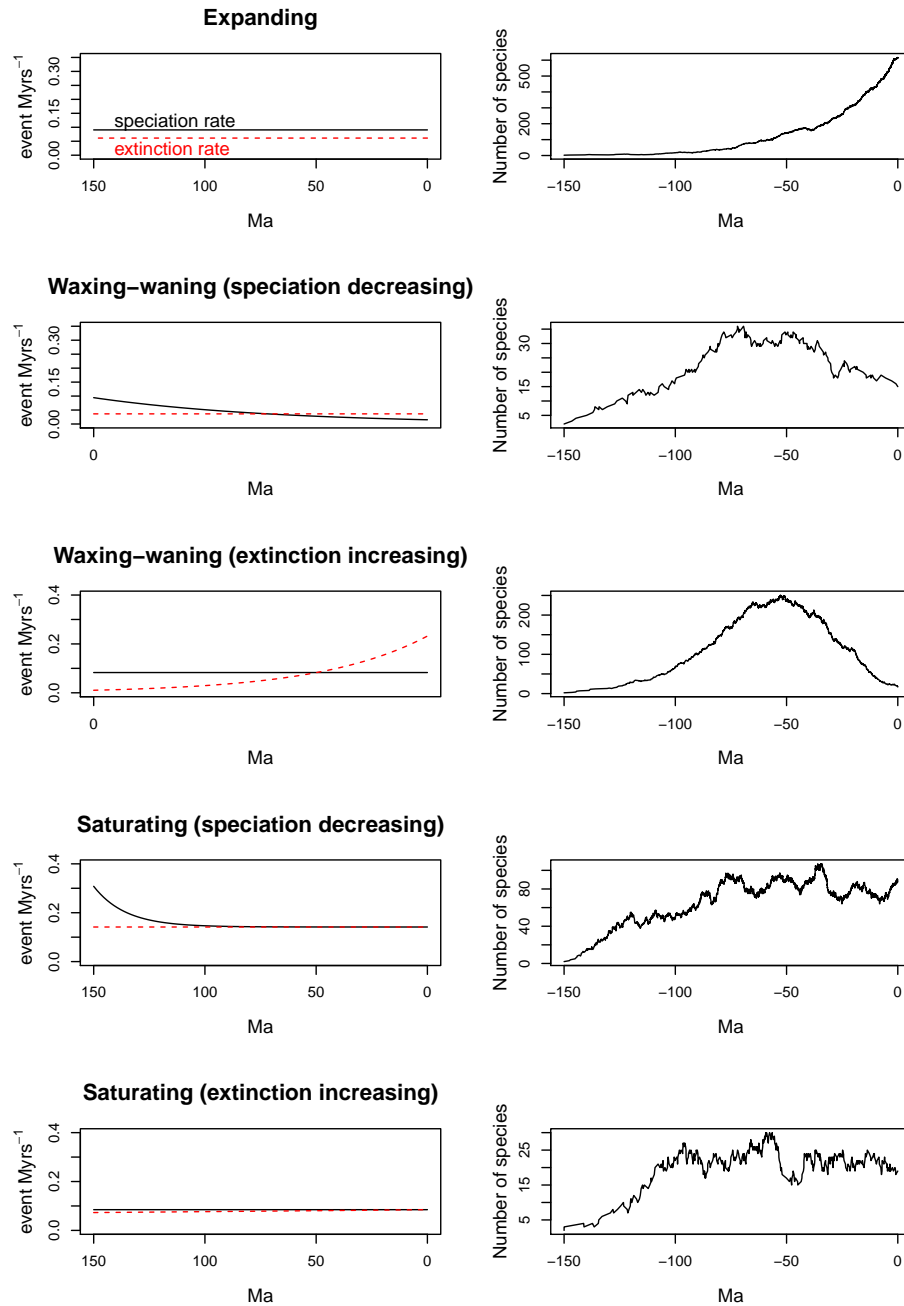 Expanding
event Myrs⁻¹
0.00 0.15 0.30
speciation rate
extinction rate
150 100 50 0
Ma
Number of species
0 200 500
−150 −100 −50 0
Ma
Waxing−waning (speciation decreasing)
event Myrs⁻¹
0.00 0.15 0.30
0
Ma
Number of species
5 15 30
−150 −100 −50 0
Ma
Waxing−waning (extinction increasing)
event Myrs⁻¹
0.0 0.2 0.4
0
Ma
Number of species
0 100 200
−150 −100 −50 0
Ma
Saturating (speciation decreasing)
event Myrs⁻¹
0.0 0.2 0.4
150 100 50 0
Ma
Number of species
0 40 80
−150 −100 −50 0
Ma
Saturating (extinction increasing)
event Myrs⁻¹
0.0 0.2 0.4
150 100 50 0
Ma
Number of species
5 15 25
−150 −100 −50 0
Ma